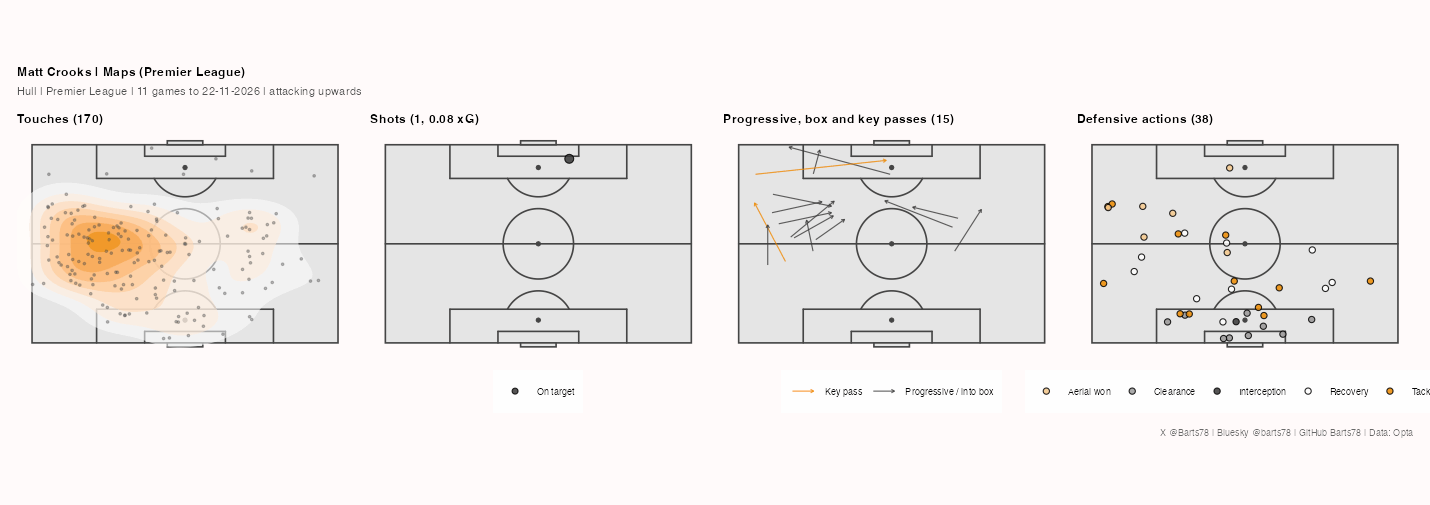 Matt Crooks | Maps (Premier League)
Hull | Premier League | 11 games to 22-11-2026 | attacking upwards
Touches (170)
Shots (1, 0.08 xG)
Progressive, box and key passes (15)
Defensive actions (38)
On target
Key pass
Progressive / into box
Aerial won
Clearance
Interception
Recovery
Tack
X @Barts78 | Bluesky @barts78 | GitHub Barts78 | Data: Opta